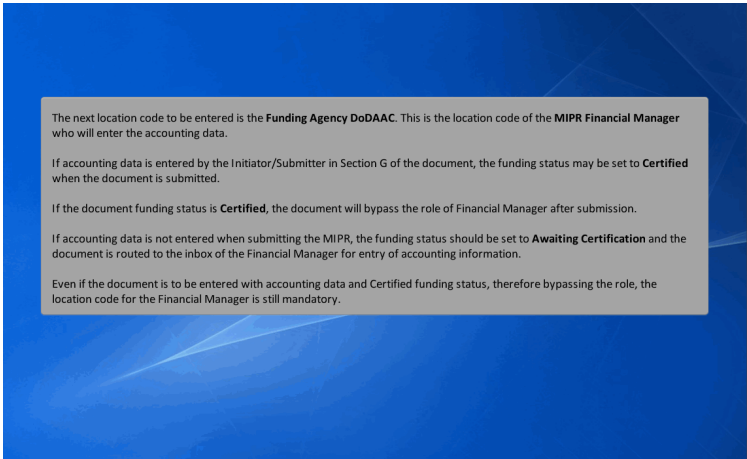 The next location code to be entered is the Funding Agency DoDAAC. This is the location code of the MIPR Financial Manager
who will enter the accounting data.
If accounting data is entered by the Initiator/Submitter in Section G of the document, the funding status may be set to Certified
when the document is submitted.
If the document funding status is Certified, the document will bypass the role of Financial Manager after submission.
If accounting data is not entered when submitting the MIPR, the funding status should be set to Awaiting Certification and the
document is routed to the inbox of the Financial Manager for entry of accounting information.
Even if the document is to be entered with accounting data and Certified funding status, therefore bypassing the role, the
location code for the Financial Manager is still mandatory.